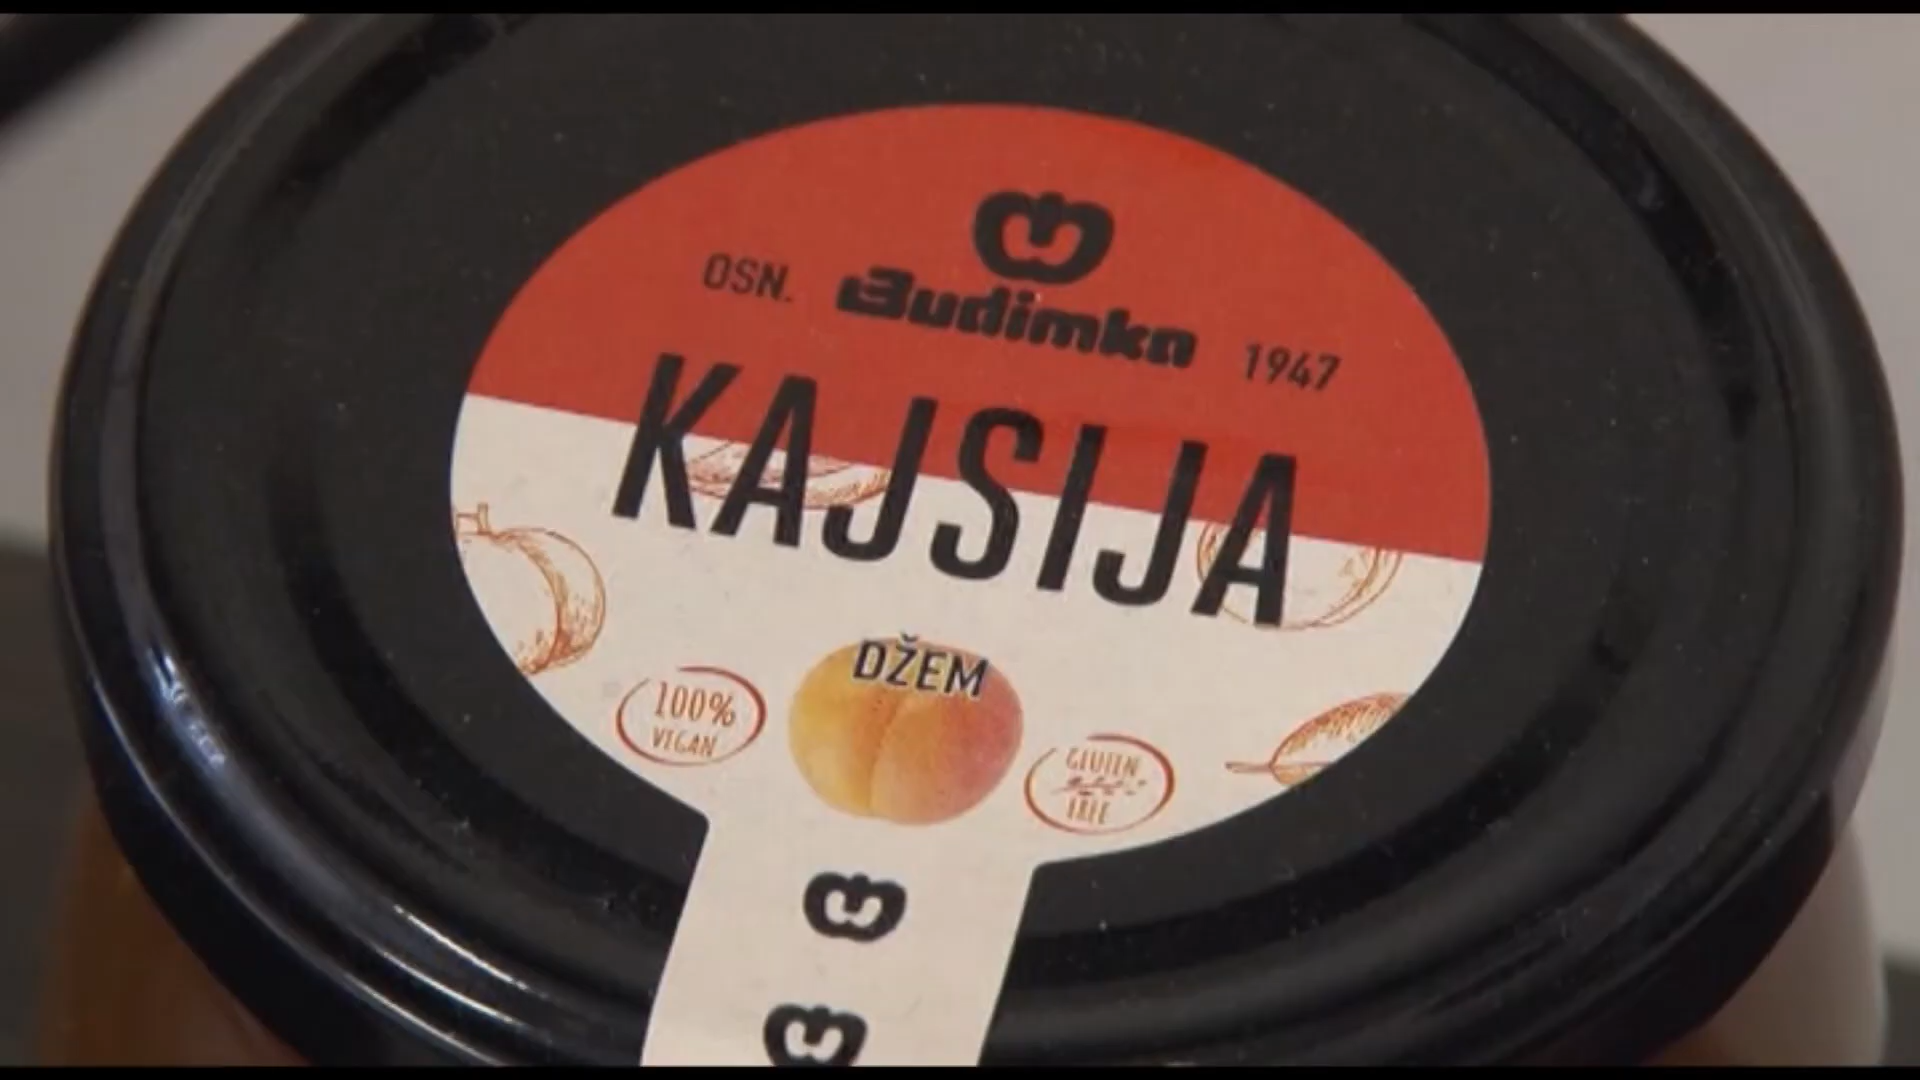 Budimka
OSN. 1947
KAJSIJA
DŽEM
100%
VEGAN
GLUTEN
FREE